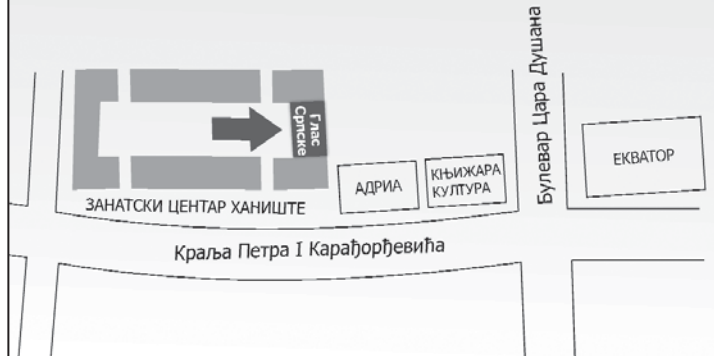 Булевар Цара Душана
Глас
Српске
АДРИА
КЊИЖАРА
КУЛТУРА
ЕКВАТОР
ЗАНАТСКИ ЦЕНТАР ХАНИШТЕ
Краља Петра I Карађорђевића